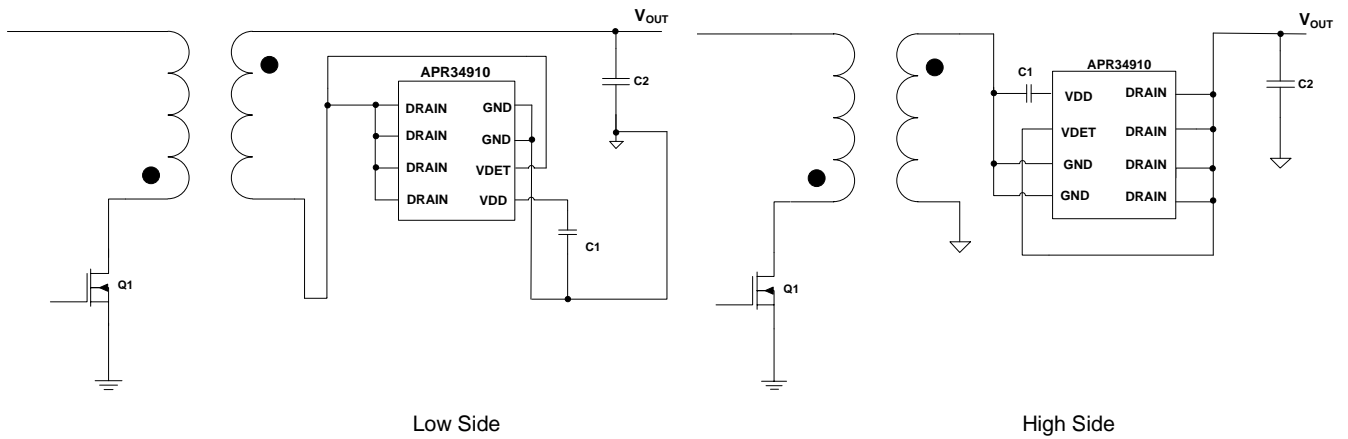 VOUT
APR34910
C2
DRAIN GND
DRAIN GND
DRAIN VDET
DRAIN VDD
C1
Q1
Low Side
VOUT
APR34910
C1
C2
VDD DRAIN
VDET DRAIN
GND DRAIN
GND DRAIN
Q1
High Side